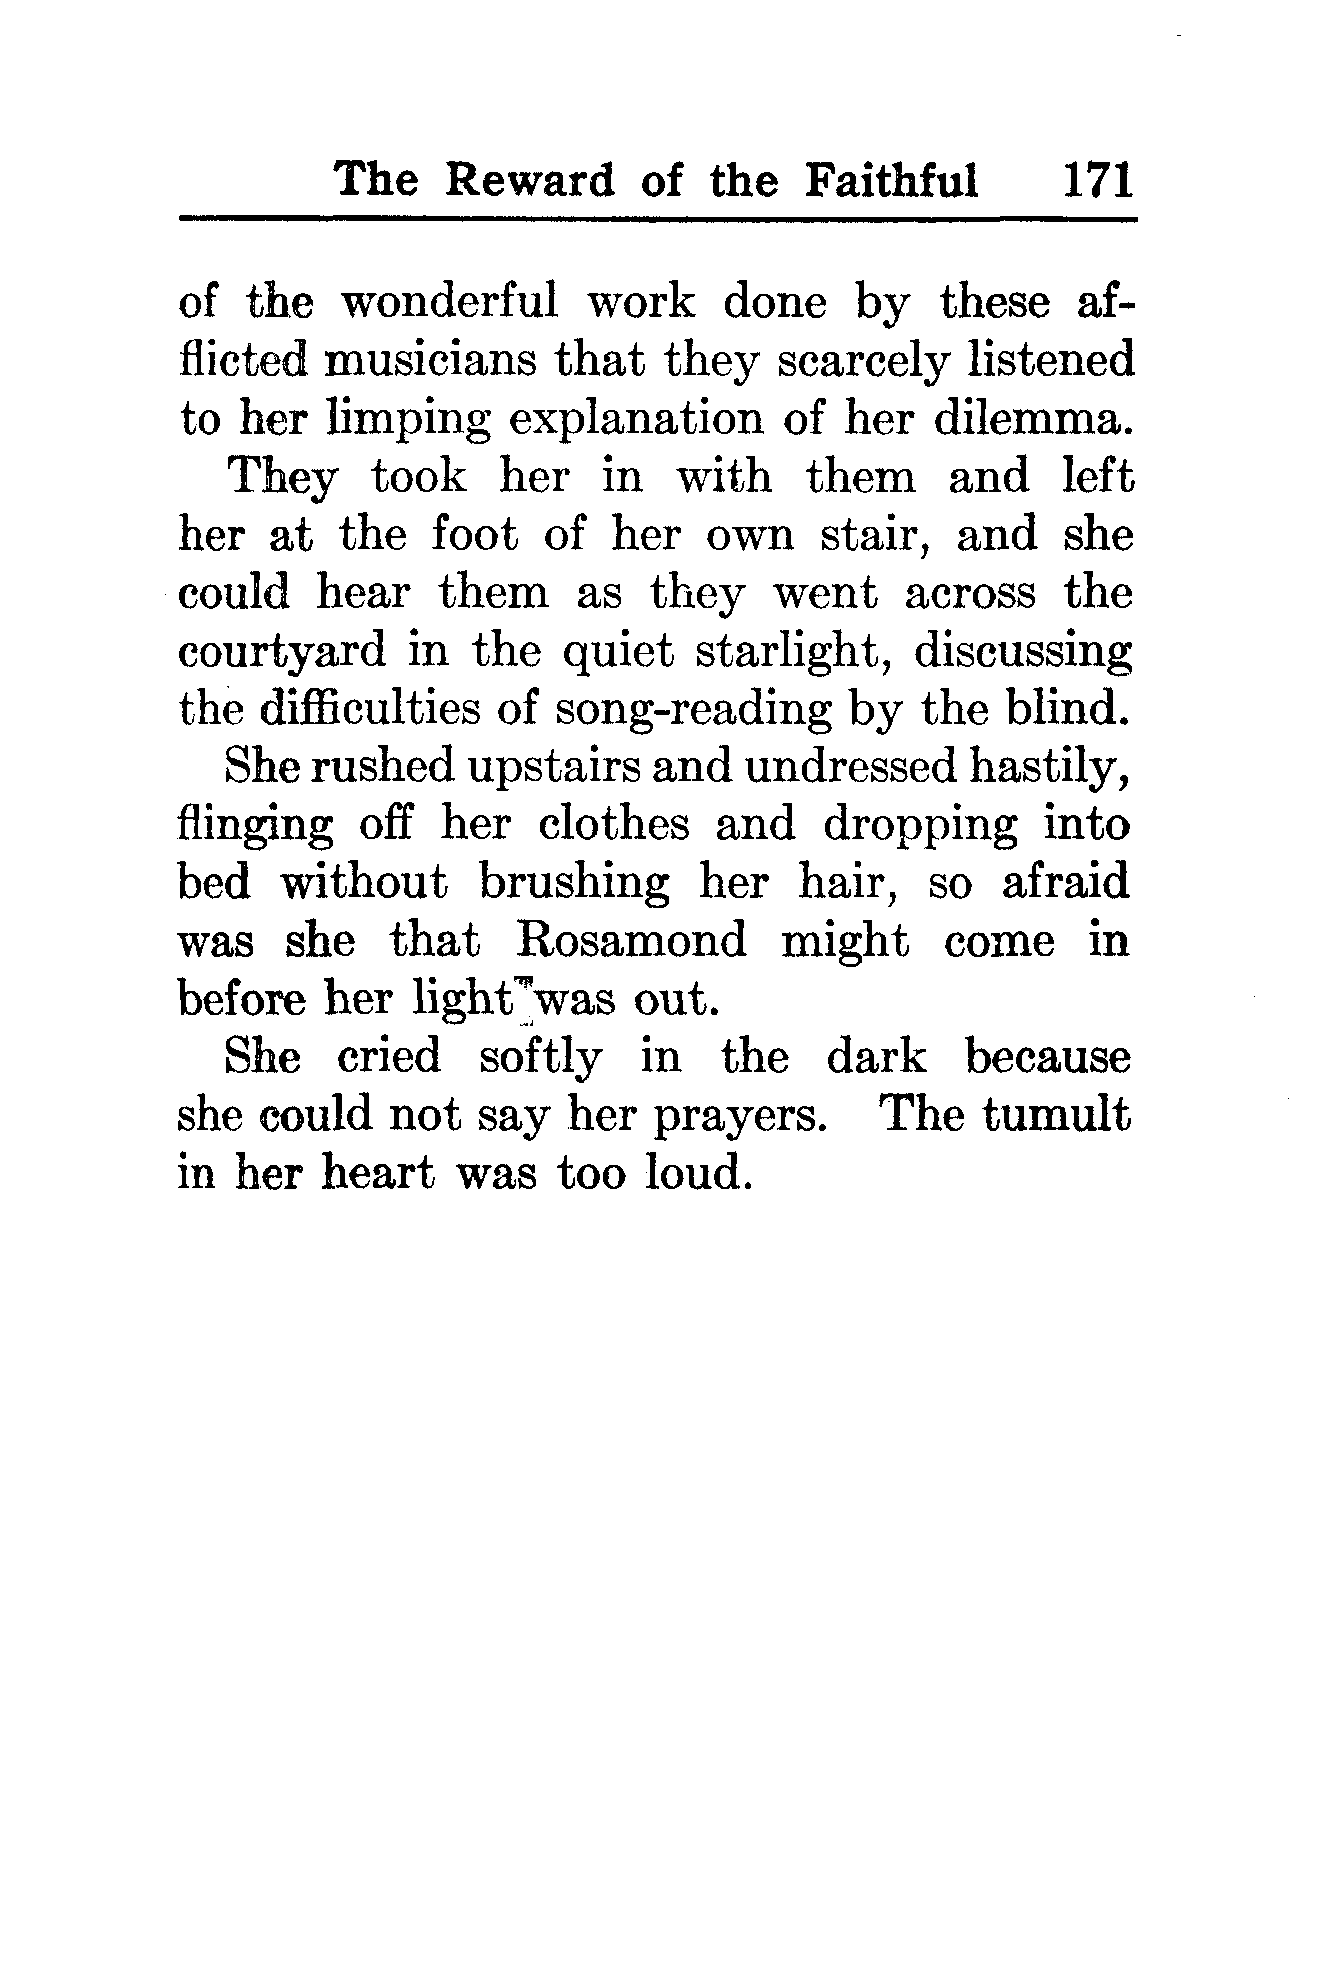 The Reward of the Faithful 171
of the wonderful work done by these af-
flicted musicians that they scarcely listened
to her limping explanation of her dilemma.
They took her in with them and left
her at the foot of her own stair, and she
could hear them as they went across the
courtyard in the quiet starlight, discussing
the difficulties of song-reading by the blind.
She rushed upstairs and undressed hastily,
flinging off her clothes and dropping into
bed without brushing her hair, so afraid
was she that Rosamond might come in
before her light was out.
She cried softly in the dark because
she could not say her prayers. The tumult
in her heart was too loud.